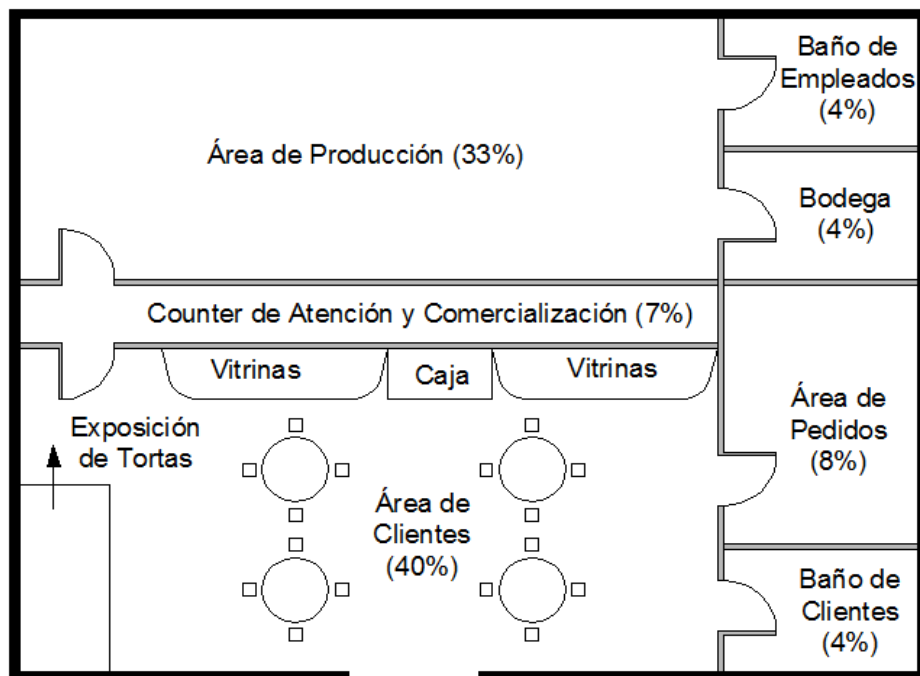 Baño de
Empleados
(4%)
Área de Producción (33%)
Bodega
(4%)
Counter de Atención y Comercialización (7%)
Vitrinas
Caja
Vitrinas
Área de
Pedidos
(8%)
Exposición
de Tortas
Área de
Clientes
(40%)
Baño de
Clientes
(4%)